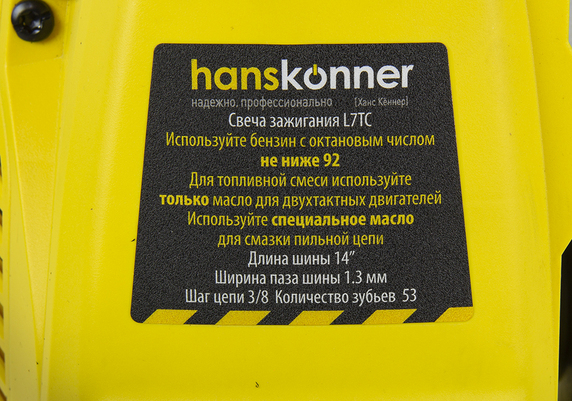 hanskönner
надежно, профессионально [Ханс Кённер]
Свеча зажигания L7TC
Используйте бензин с октановым числом
не ниже 92
Для топливной смеси используйте
только масло для двухтактных двигателей
Используйте специальное масло
для смазки пильной цепи
Длина шины 14”
Ширина паза шины 1.3 мм
Шаг цепи 3/8 Количество зубьев 53